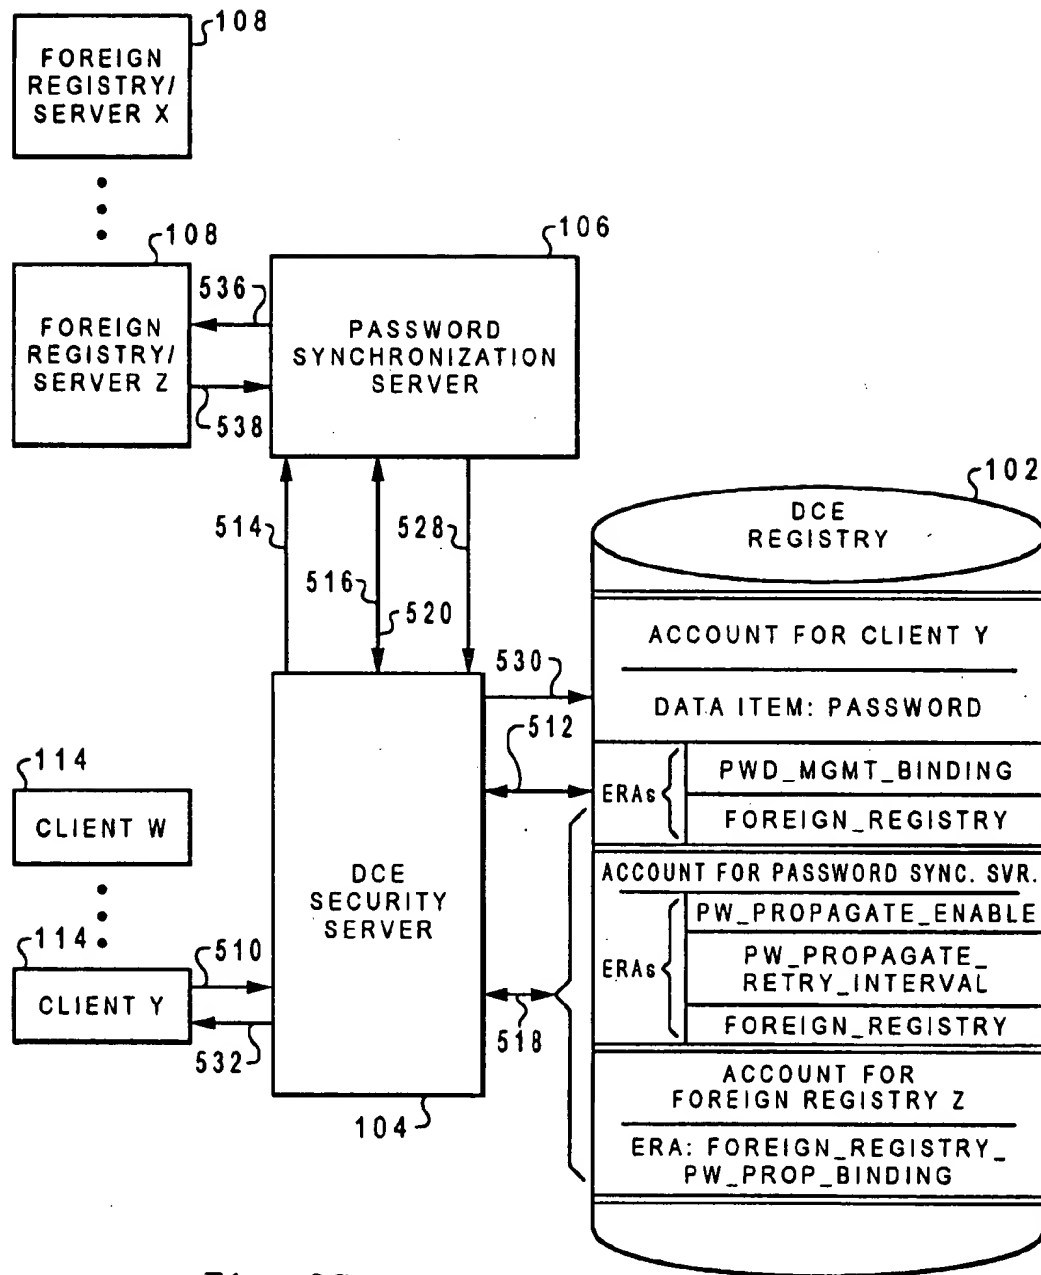 108
FOREIGN
REGISTRY/
SERVER X
108
FOREIGN
REGISTRY/
SERVER Z
536
538
106
PASSWORD
SYNCHRONIZATION
SERVER
514
516
520
528
102
DCE
REGISTRY
ACCOUNT FOR CLIENT Y
DATA ITEM: PASSWORD
ERAs
PWD_MGMT_BINDING
FOREIGN_REGISTRY
ACCOUNT FOR PASSWORD SYNC. SVR.
ERAs
PW_PROPAGATE_ENABLE
PW_PROPAGATE_
RETRY_INTERVAL
FOREIGN_REGISTRY
ACCOUNT FOR
FOREIGN REGISTRY Z
ERA: FOREIGN_REGISTRY_
PW_PROP_BINDING
530
512
518
DCE
SECURITY
SERVER
104
114
CLIENT W
114
CLIENT Y
510
532